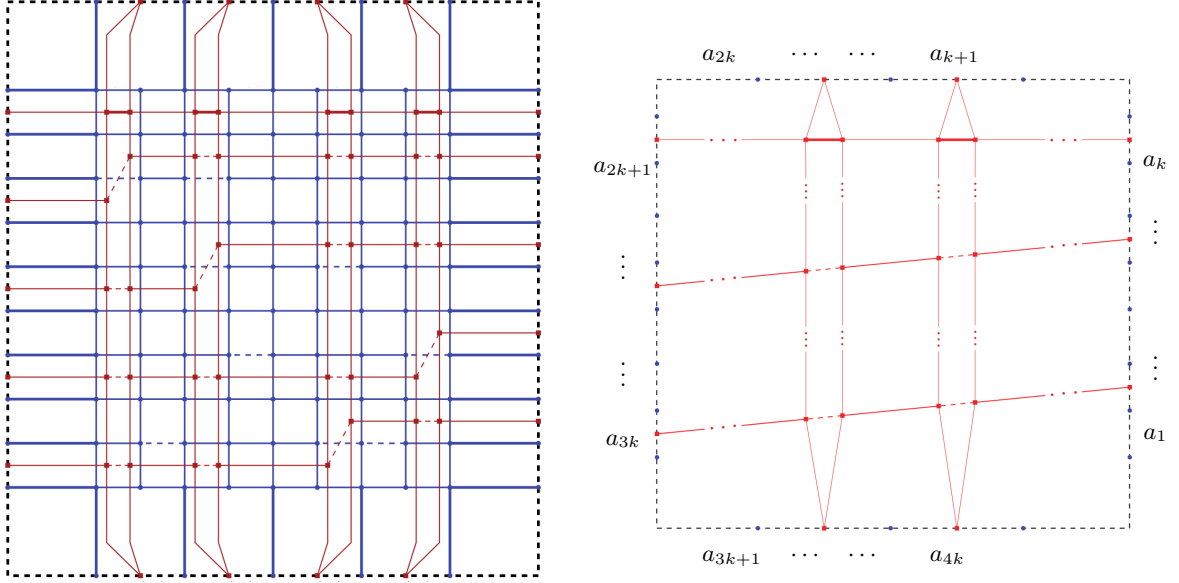 a_{2k} ⋯ ⋯ a_{k+1}
a_{2k+1} a_k
⋮ ⋮
⋮ ⋮
a_{3k} a_1
a_{3k+1} ⋯ ⋯ a_{4k}